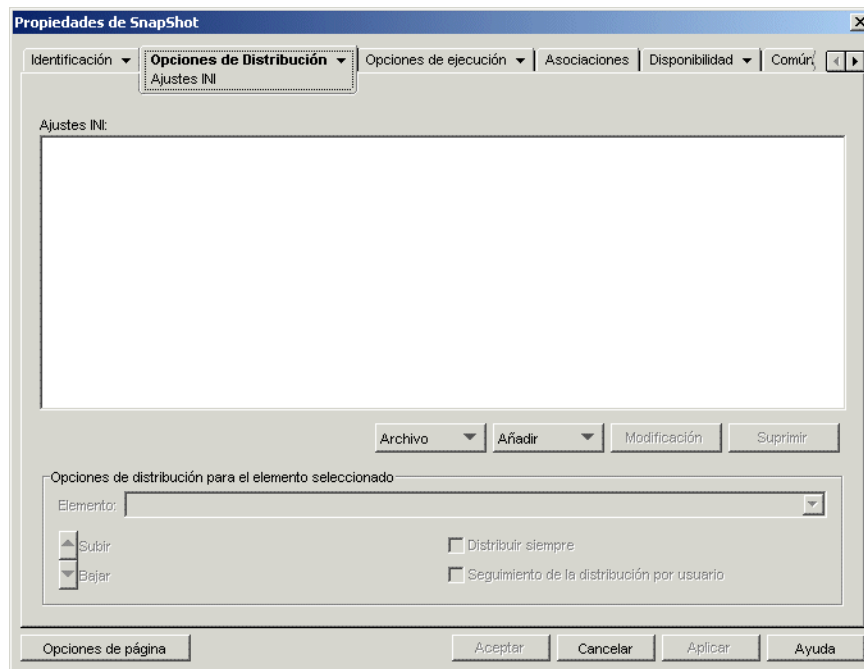 Propiedades de SnapShot
Identificación Opciones de Distribución Opciones de ejecución Asociaciones Disponibilidad Común
Ajustes INI
Ajustes INI:
Archivo Añadir Modificación Suprimir
Opciones de distribución para el elemento seleccionado
Elemento:
Subir Distribuir siempre
Bajar Seguimiento de la distribución por usuario
Opciones de página Aceptar Cancelar Aplicar Ayuda